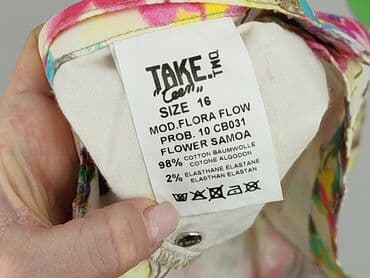 TAKE.TWO
"teen"
SIZE 16
MOD.FLORA FLOW
PROB. 10 CB031
FLOWER SAMOA
98% COTTON BAUMWOLLE
COTONE ALGODON
2% ELASTHANE ELASTANE
ELASTHAN ELASTAN